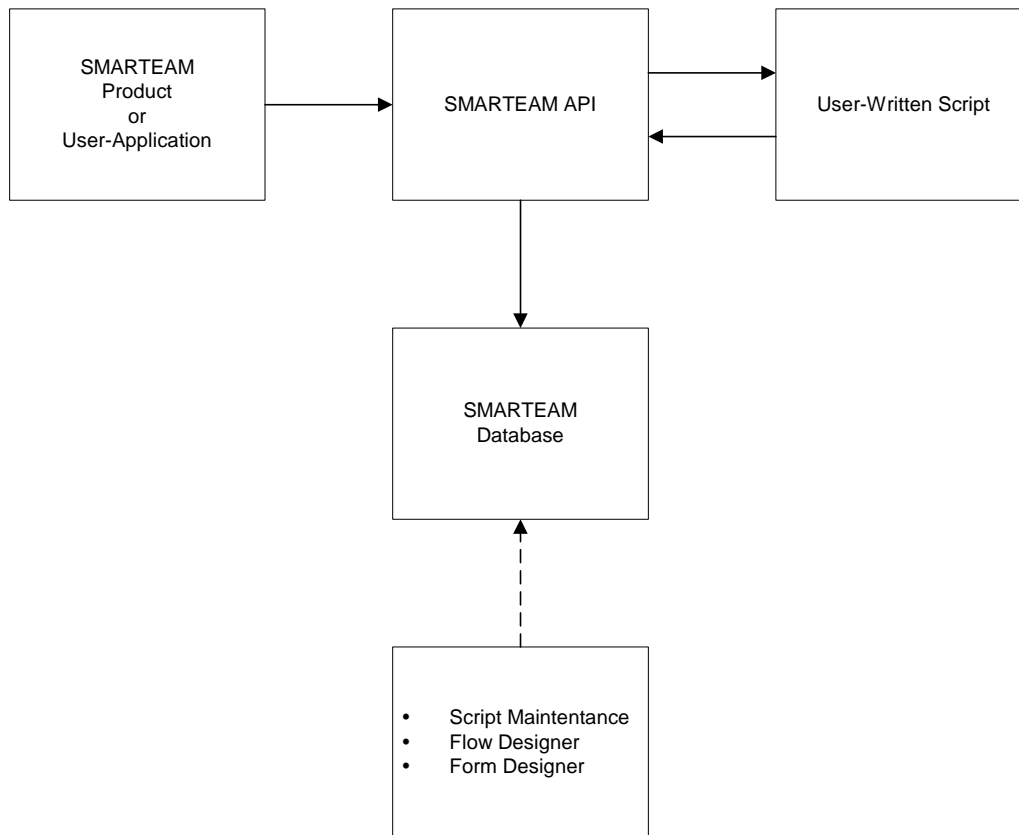 SMARTEAM
Product
or
User-Application
SMARTEAM API
User-Written Script
SMARTEAM
Database
• Script Maintentance
• Flow Designer
• Form Designer